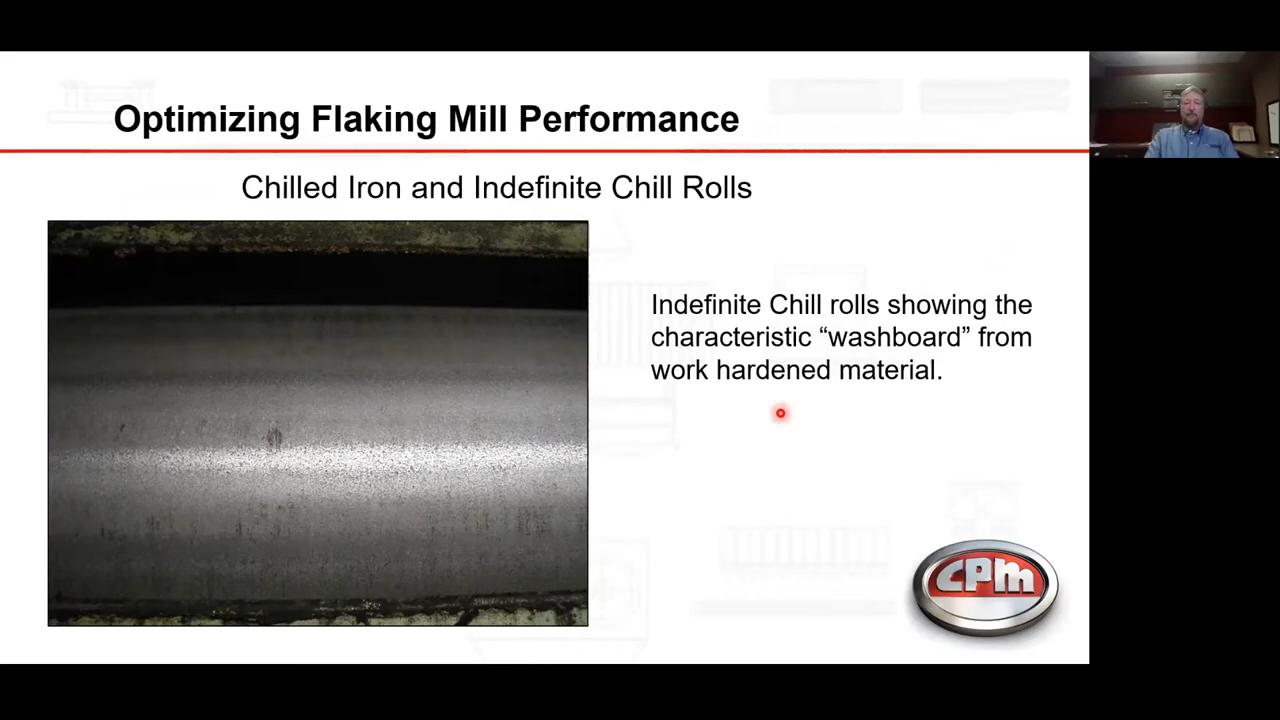 Optimizing Flaking Mill Performance
Chilled Iron and Indefinite Chill Rolls
Indefinite Chill rolls showing the
characteristic “washboard” from
work hardened material.
CPM